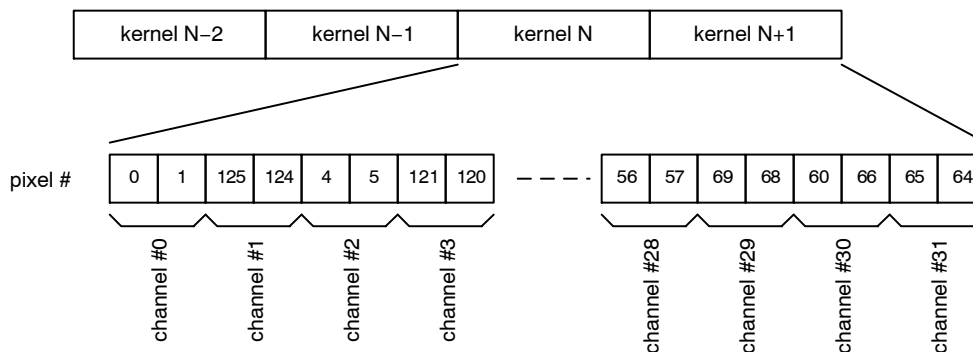 kernel N−2 kernel N−1 kernel N kernel N+1
pixel # 0 1 125 124 4 5 121 120 56 57 69 68 60 66 65 64
channel #0 channel #1 channel #2 channel #3 channel #28 channel #29 channel #30 channel #31